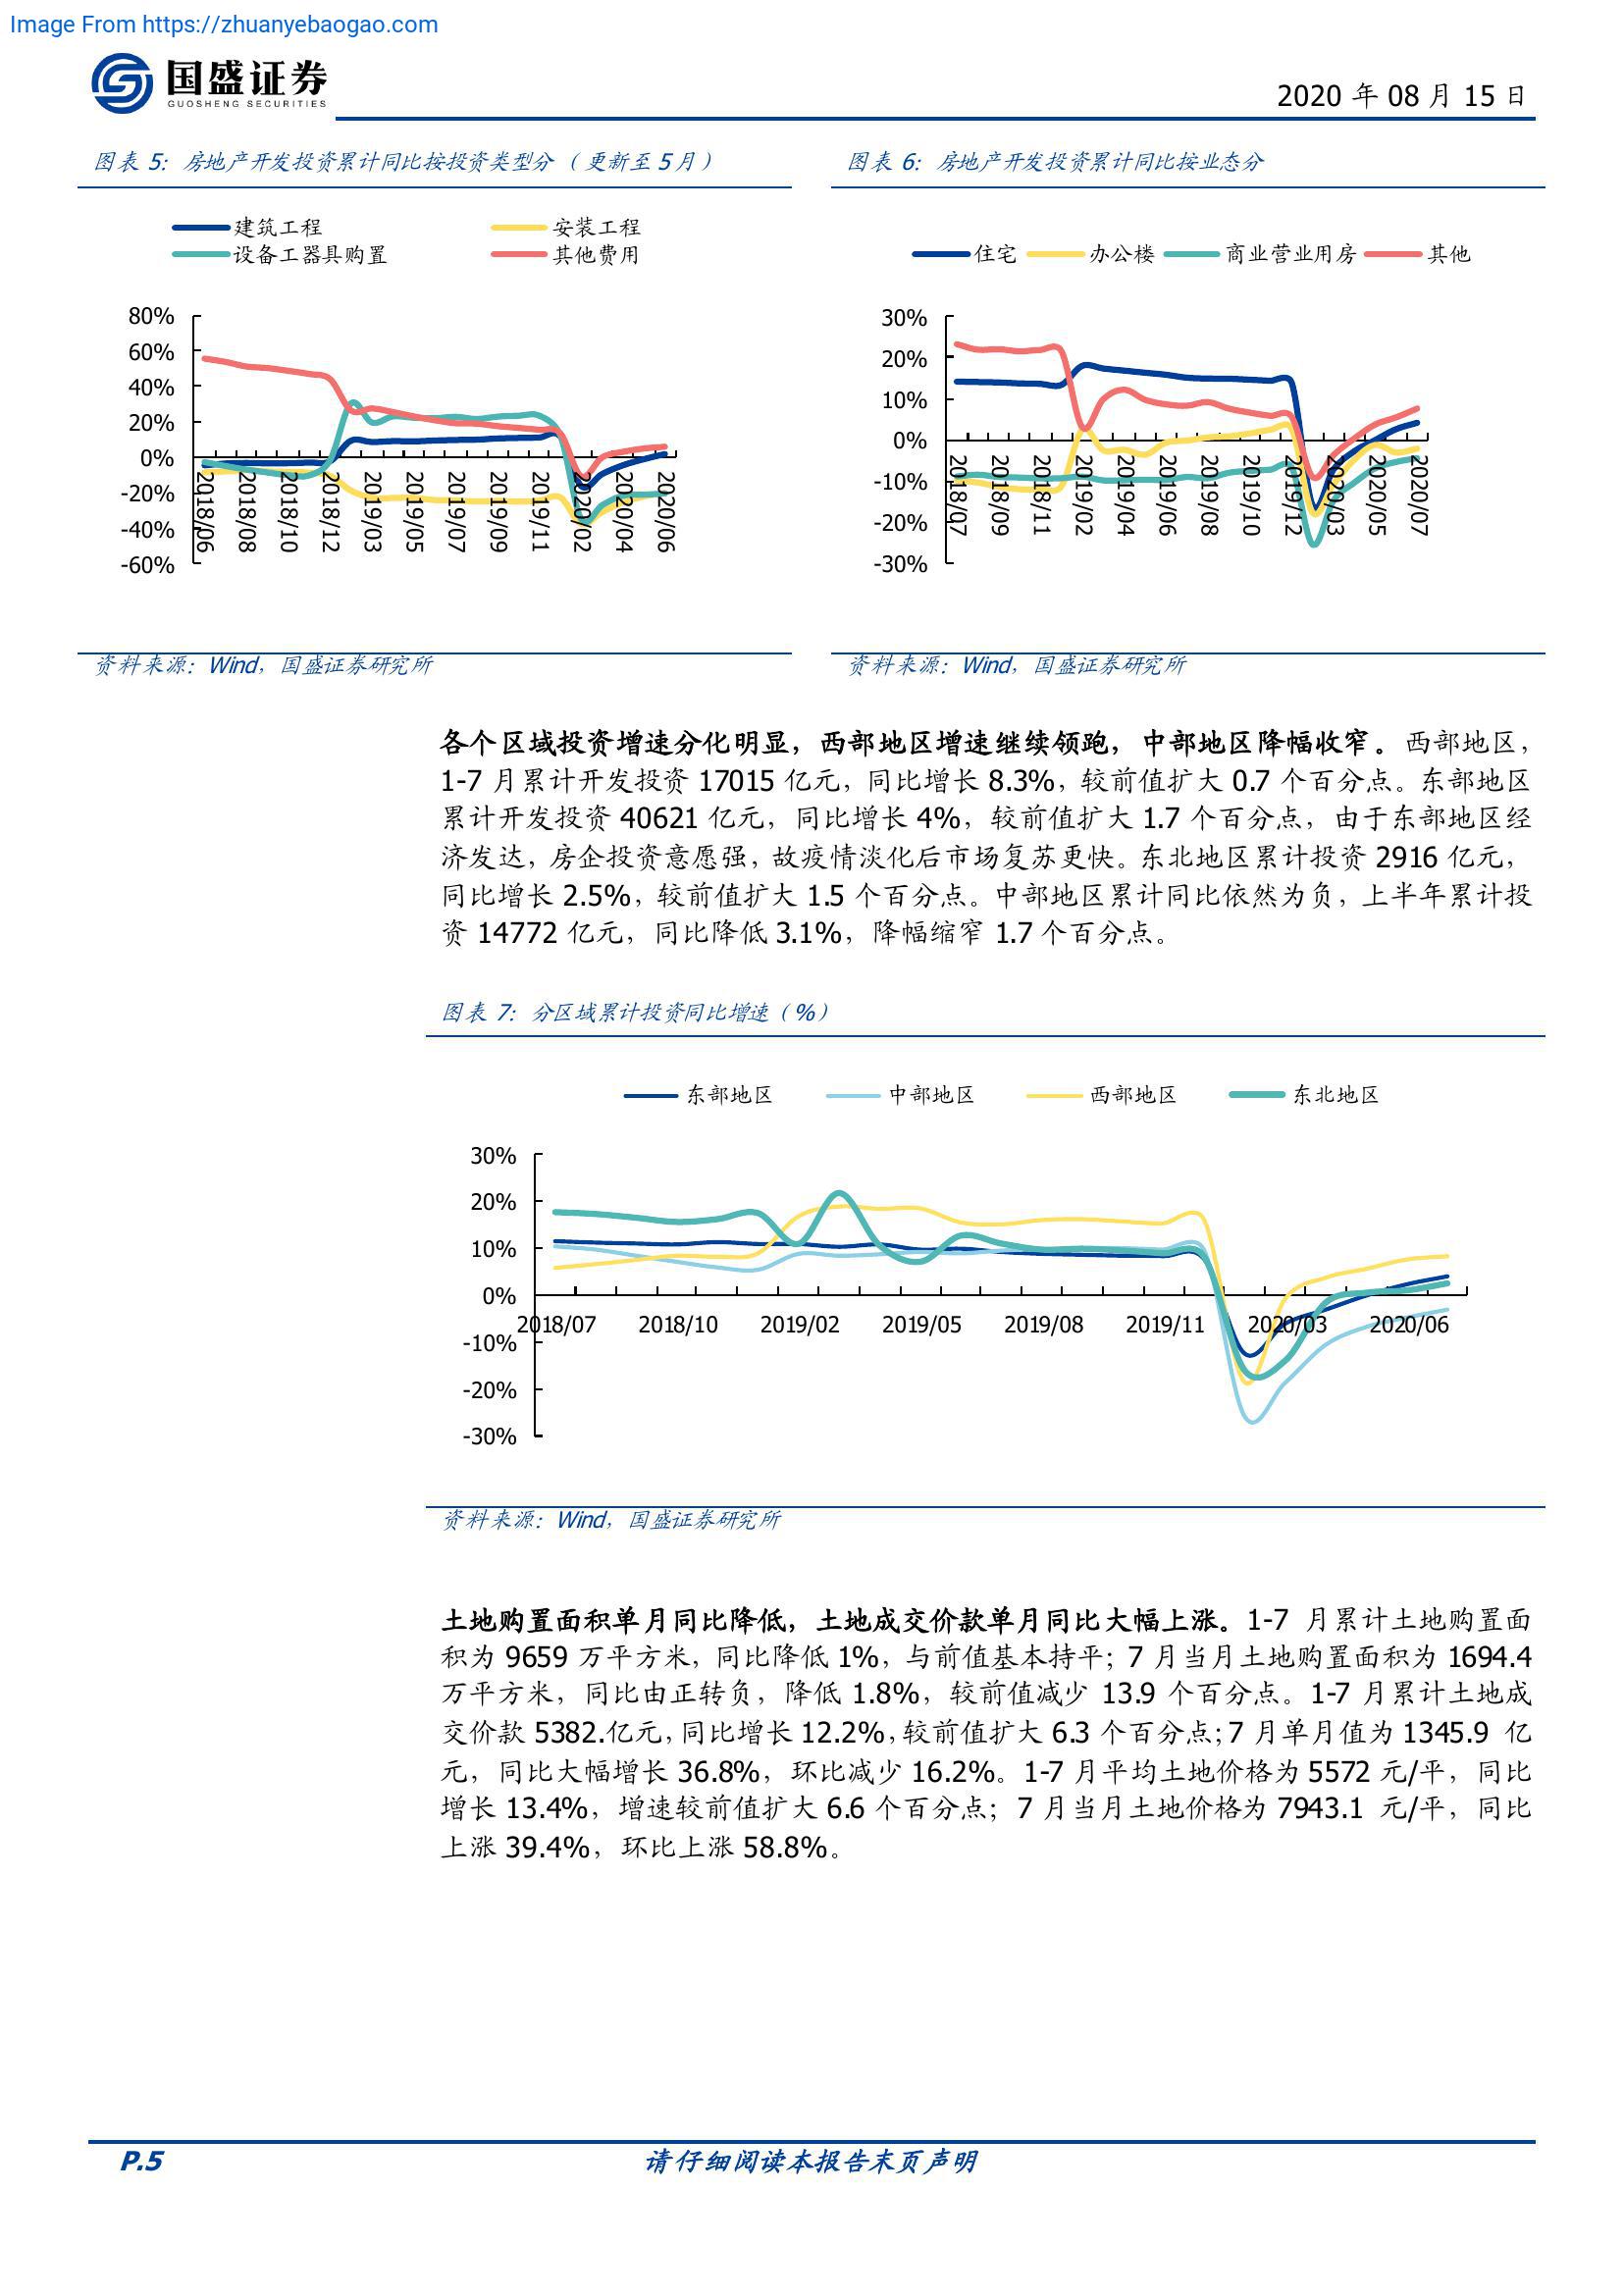 Image From https://zhuanyebaogao.com
国盛证券
GUOSHENG SECURITIES
2020 年 08 月 15 日
图表 5: 房地产开发投资累计同比按投资类型分（更新至 5 月）
建筑工程 安装工程
设备工器具购置 其他费用
80%
60%
40%
20%
0%
-20%
-40%
-60%
2018/06 2018/08 2018/10 2018/12 2019/03 2019/05 2019/07 2019/09 2019/11 2020/02 2020/04 2020/06
资料来源: Wind, 国盛证券研究所
图表 6: 房地产开发投资累计同比按业态分
住宅 办公楼 商业营业用房 其他
30%
20%
10%
0%
-10%
-20%
-30%
2018/07 2018/09 2018/11 2019/02 2019/04 2019/06 2019/08 2019/10 2019/12 2020/03 2020/05 2020/07
资料来源: Wind, 国盛证券研究所
各个区域投资增速分化明显，西部地区增速继续领跑，中部地区降幅收窄。西部地区，
1-7 月累计开发投资 17015 亿元，同比增长 8.3%，较前值扩大 0.7 个百分点。东部地区
累计开发投资 40621 亿元，同比增长 4%，较前值扩大 1.7 个百分点，由于东部地区经
济发达，房企投资意愿强，故疫情淡化后市场复苏更快。东北地区累计投资 2916 亿元，
同比增长 2.5%，较前值扩大 1.5 个百分点。中部地区累计同比依然为负，上半年累计投
资 14772 亿元，同比降低 3.1%，降幅缩窄 1.7 个百分点。
图表 7: 分区域累计投资同比增速（%）
东部地区 中部地区 西部地区 东北地区
30%
20%
10%
0%
-10%
-20%
-30%
2018/07 2018/10 2019/02 2019/05 2019/08 2019/11 2020/03 2020/06
资料来源: Wind, 国盛证券研究所
土地购置面积单月同比降低，土地成交价款单月同比大幅上涨。1-7 月累计土地购置面
积为 9659 万平方米，同比降低 1%，与前值基本持平；7 月当月土地购置面积为 1694.4
万平方米，同比由正转负，降低 1.8%，较前值减少 13.9 个百分点。1-7 月累计土地成
交价款 5382.亿元，同比增长 12.2%，较前值扩大 6.3 个百分点；7 月单月值为 1345.9 亿
元，同比大幅增长 36.8%，环比减少 16.2%。1-7 月平均土地价格为 5572 元/平，同比
增长 13.4%，增速较前值扩大 6.6 个百分点；7 月当月土地价格为 7943.1 元/平，同比
上涨 39.4%，环比上涨 58.8%。
P.5
请仔细阅读本报告末页声明